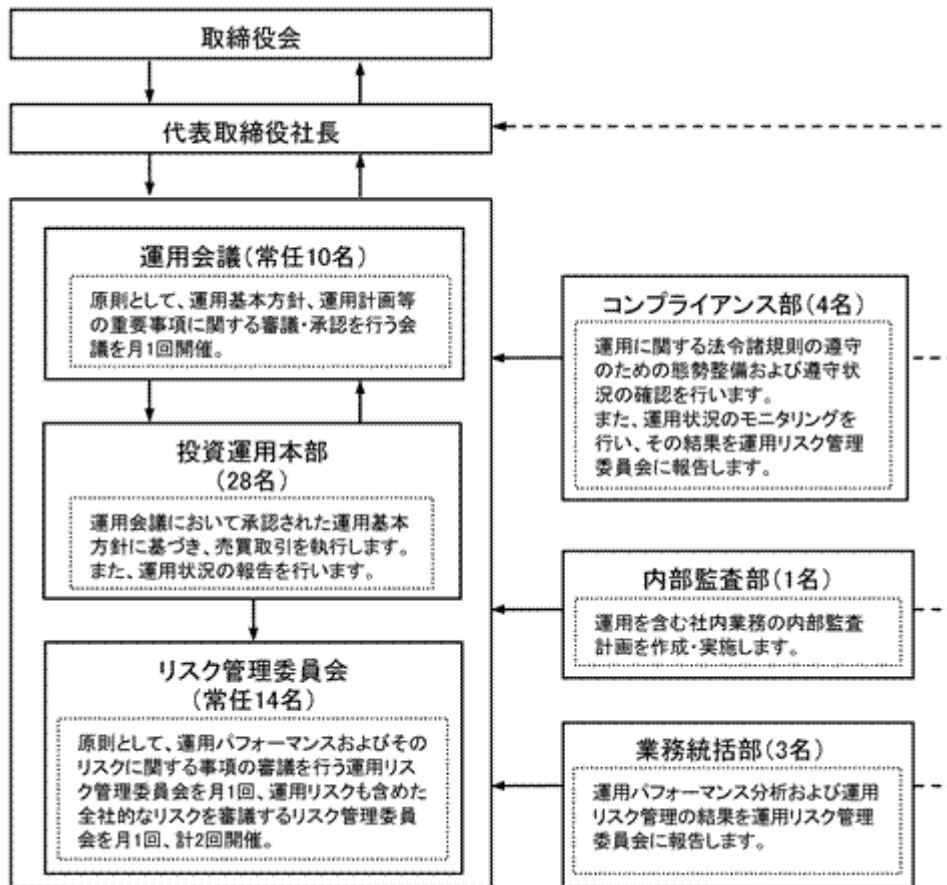 取締役会
代表取締役社長
運用会議(常任10名)
原則として、運用基本方針、運用計画等
の重要事項に関する審議・承認を行う会
議を月1回開催。
投資運用本部
(28名)
運用会議において承認された運用基本
方針に基づき、売買取引を執行します。
また、運用状況の報告を行います。
リスク管理委員会
(常任14名)
原則として、運用パフォーマンスおよびその
リスクに関する事項の審議を行う運用リス
ク管理委員会を月1回、運用リスクも含めた
全社的なリスクを審議するリスク管理委員
会を月1回、計2回開催。
コンプライアンス部(4名)
運用に関する法令諸規則の遵守
のための態勢整備および遵守状
況の確認を行います。
また、運用状況のモニタリングを
行い、その結果を運用リスク管理
委員会に報告します。
内部監査部(1名)
運用を含む社内業務の内部監査
計画を作成・実施します。
業務統括部(3名)
運用パフォーマンス分析および運用
リスク管理の結果を運用リスク管理
委員会に報告します。